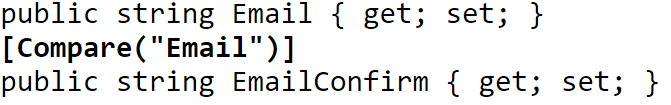 public string Email { get; set; }
[Compare("Email")]
public string EmailConfirm { get; set; }